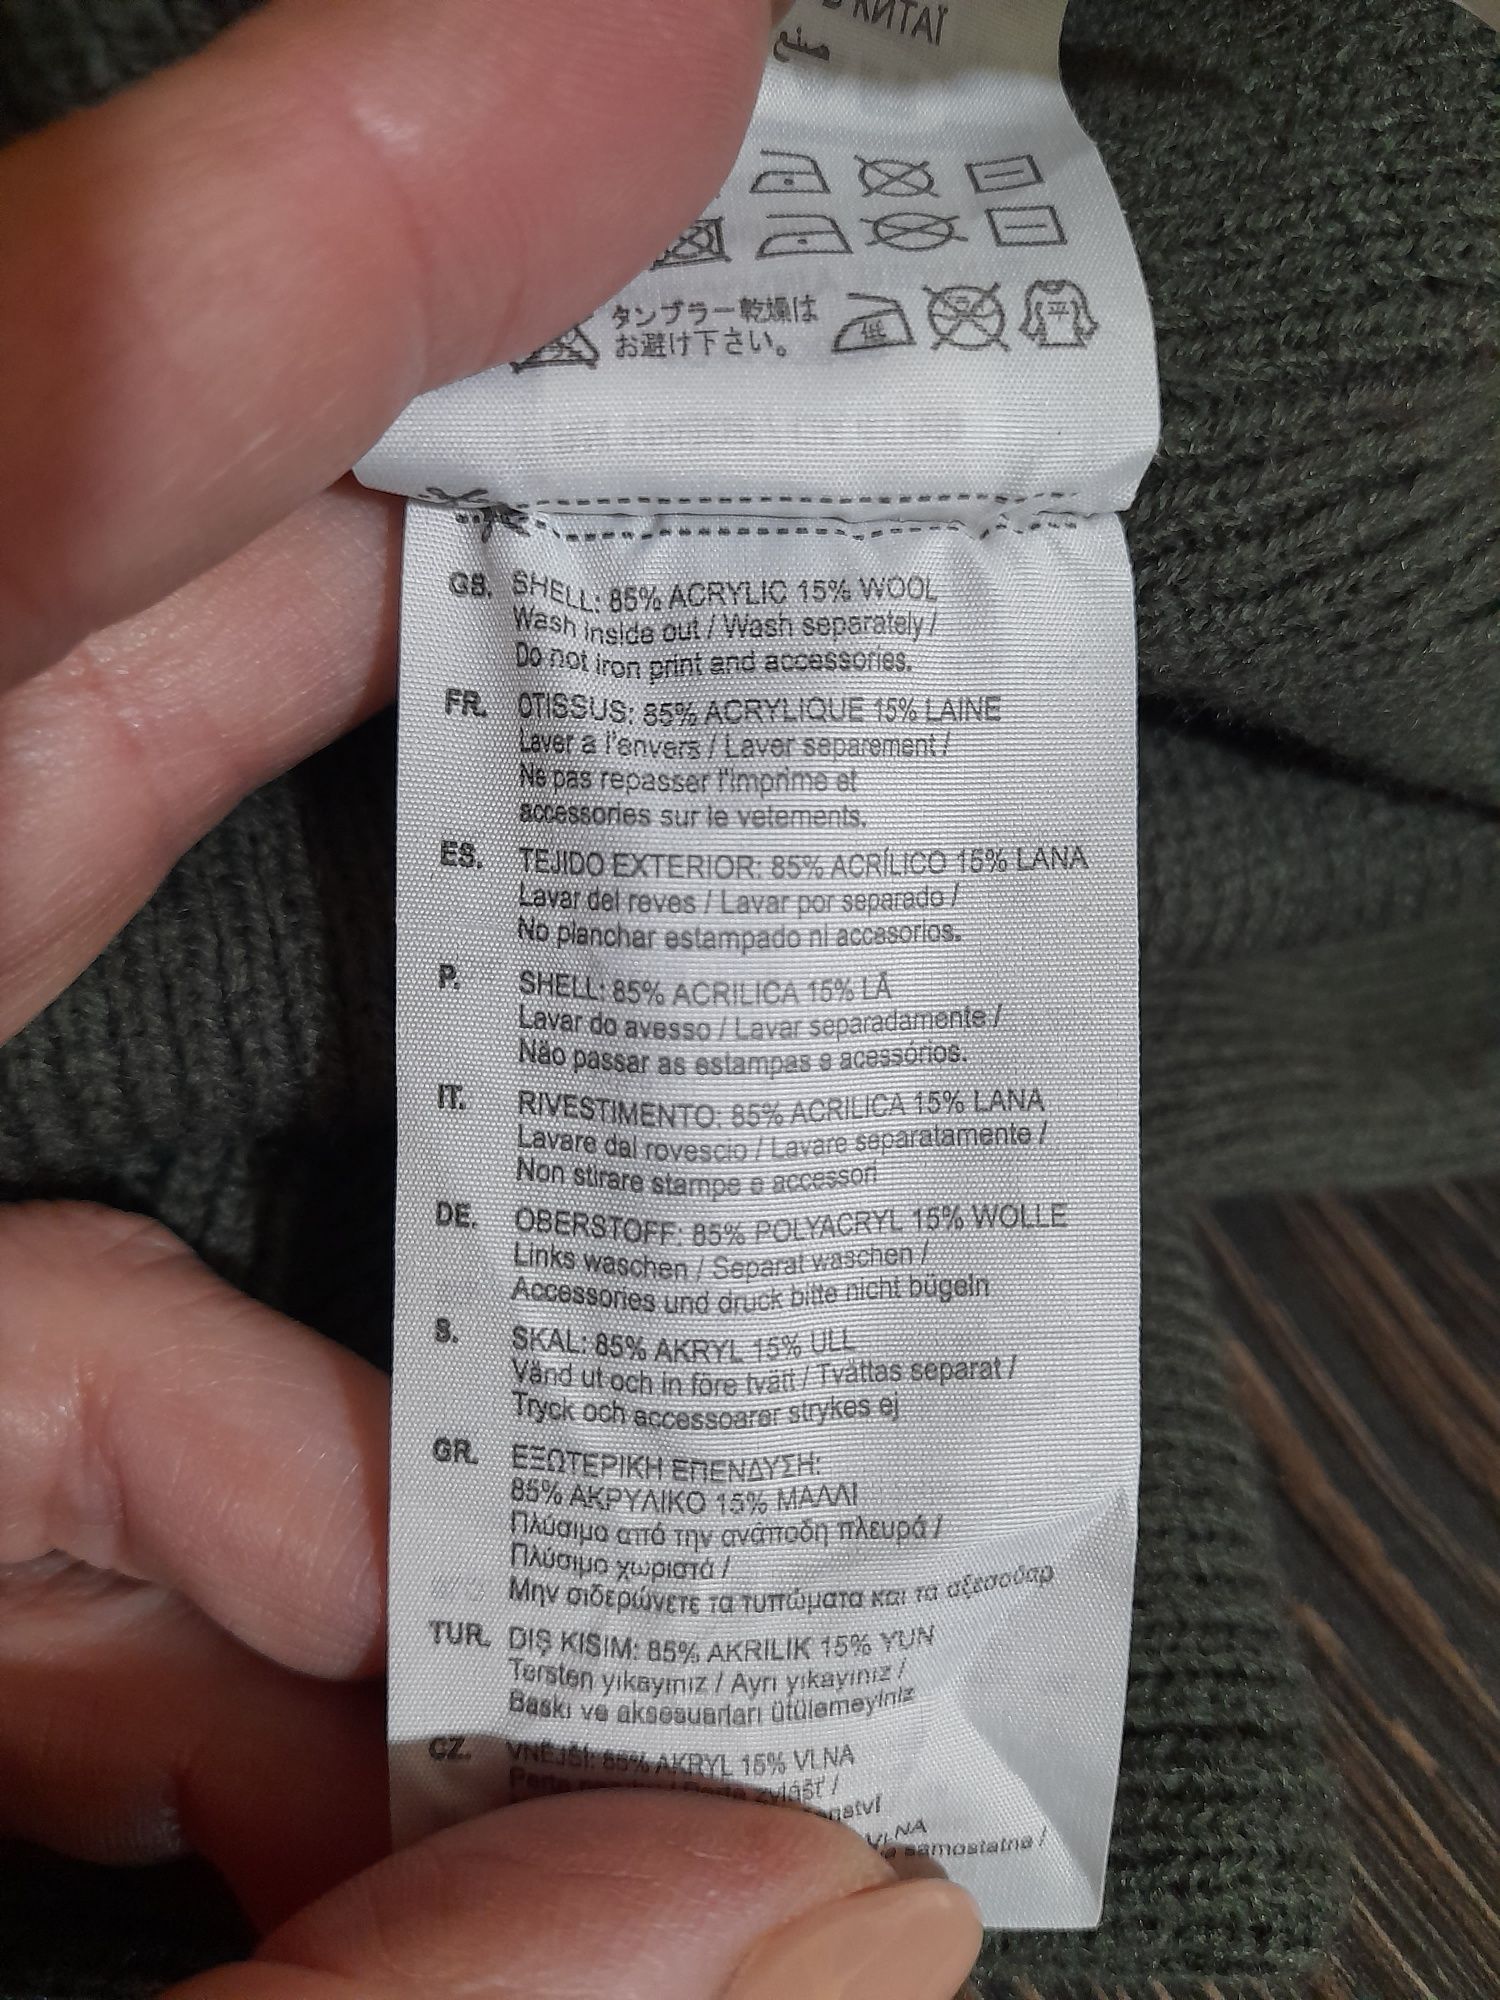 КИТАЇ
صنع
タンブラー乾燥は
お避け下さい。
低
平
GB. SHELL: 85% ACRYLIC 15% WOOL
Wash inside out / Wash separately /
Do not iron print and accessories.
FR. OTISSUS: 85% ACRYLIQUE 15% LAINE
Laver a l'envers / Laver separement /
Ne pas repasser l'imprime et
accessories sur le vetements.
ES. TEJIDO EXTERIOR: 85% ACRÍLICO 15% LANA
Lavar del reves / Lavar por separado /
No planchar estampado ni accesorios.
P. SHELL: 85% ACRILICA 15% LÃ
Lavar do avesso / Lavar separadamente /
Não passar as estampas e acessórios.
IT. RIVESTIMENTO: 85% ACRILICA 15% LANA
Lavare dal rovescio / Lavare separatamente /
Non stirare stampe e accessori
DE. OBERSTOFF: 85% POLYACRYL 15% WOLLE
Links waschen / Separat waschen /
Accessories und druck bitte nicht bügeln
S. SKAL: 85% AKRYL 15% ULL
Vänd ut och in före tvätt / Tvättas separat /
Tryck och accessoarer strykes ej
GR. ΕΞΩΤΕΡΙΚΗ ΕΠΕΝΔΥΣΗ:
85% ΑΚΡΥΛΙΚΟ 15% ΜΑΛΛΙ
Πλύσιμο από την ανάποδη πλευρά /
Πλύσιμο χωριστά /
Μην σιδερώνετε τα τυπώματα και τα αξεσουάρ
TUR. DIŞ KISIM: 85% AKRILIK 15% YUN
Tersten yıkayınız / Ayrı yıkayınız /
Baskı ve aksesuarları ütülemeyiniz
CZ. VNĚJŠÍ: 85% AKRYL 15% VLNA
Perte zvlášť /
VLNA
samostatne /